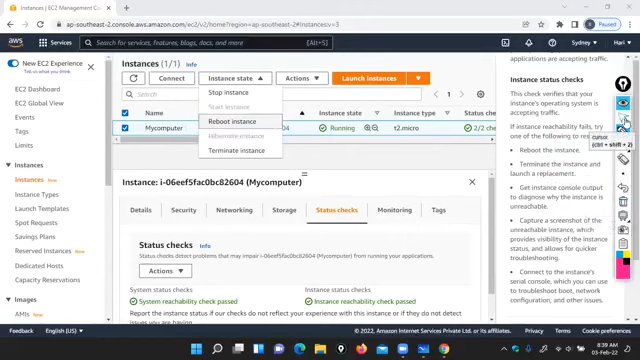 Instances | EC2 Management Co
ap-southeast-2.console.aws.amazon.com/ec2/v2/home?region=ap-southeast-2#Instances:v=3
Paused
aws
Services
Search for services, features, blogs, docs, and more
[Alt+S]
Sydney
Hari
New EC2 Experience
Tell us what you think
EC2 Dashboard
EC2 Global View
Events
Tags
Limits
Instances
Instances New
Instance Types
Launch Templates
Spot Requests
Savings Plans
Reserved Instances New
Dedicated Hosts
Capacity Reservations
Images
AMIs New
Instances (1/1) Info
Connect
Instance state
Actions
Launch instances
Search
1
Stop instance
Start instance
Reboot instance
Hibernate instance
Terminate instance
Instance state
Instance type
Status check
Mycomputer
Running
t2.micro
2/2 che
Instance: i-06eef5fac0bc82604 (Mycomputer)
Details
Security
Networking
Storage
Status checks
Monitoring
Tags
Status checks Info
Status checks detect problems that may impair i-06eef5fac0bc82604 (Mycomputer) from running your applications.
Actions
System status checks
System reachability check passed
Instance status checks
Instance reachability check passed
Report the instance status if our checks do not reflect your experience with this instance or if they do not detect
issues you are having.
applications are accepting traffic.
Instance status checks
This check verifies that your
instance's operating system is
accepting traffic.
If instance reachability fails, try
one of the following to res
Reboot the instance.
Terminate the instance and
launch a replacement.
Get instance console output
to diagnose why the instance
is unreachable.
Capture a screenshot of the
unreachable instance, which
provides visibility of the
instance, and allows for
quicker troubleshooting.
Connect to the instance's
serial console, which you can
use to troubleshoot boot,
network configuration, and
other issues.
cursor
(ctrl + shift + 2)
Feedback
English (US)
© 2022, Amazon Internet Services Private Ltd. or its affiliates.
Privacy
Terms
Cookie preferences
8:39 AM
03-Feb-22